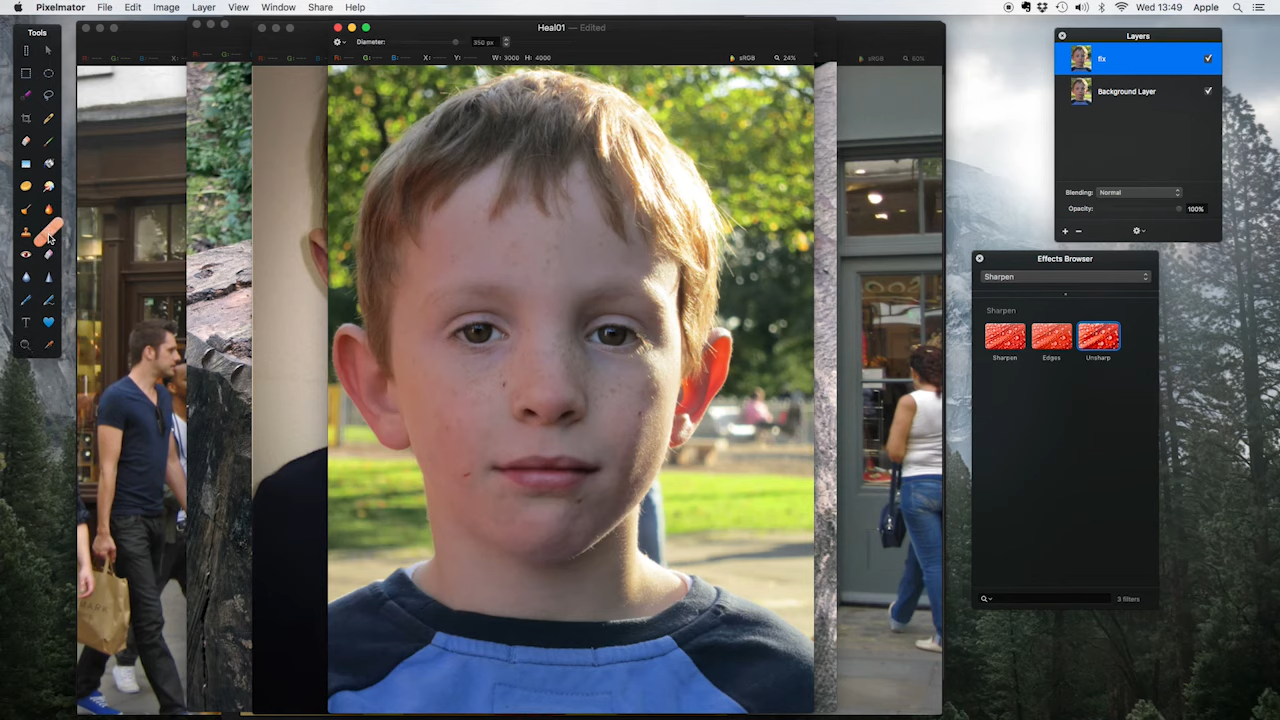 Pixelmator File Edit Image Layer View Window Share Help Wed 13:49 Apple
Tools
Heal01 — Edited
Diameter: 350 px
R: G: B: X: Y: W: 3000 H: 4000 sRGB 24%
sRGB 60%
Layers
fix
Background Layer
Blending: Normal
Opacity: 100%
Effects Browser
Sharpen
Sharpen
Sharpen Edges Unsharp
3 filters
T